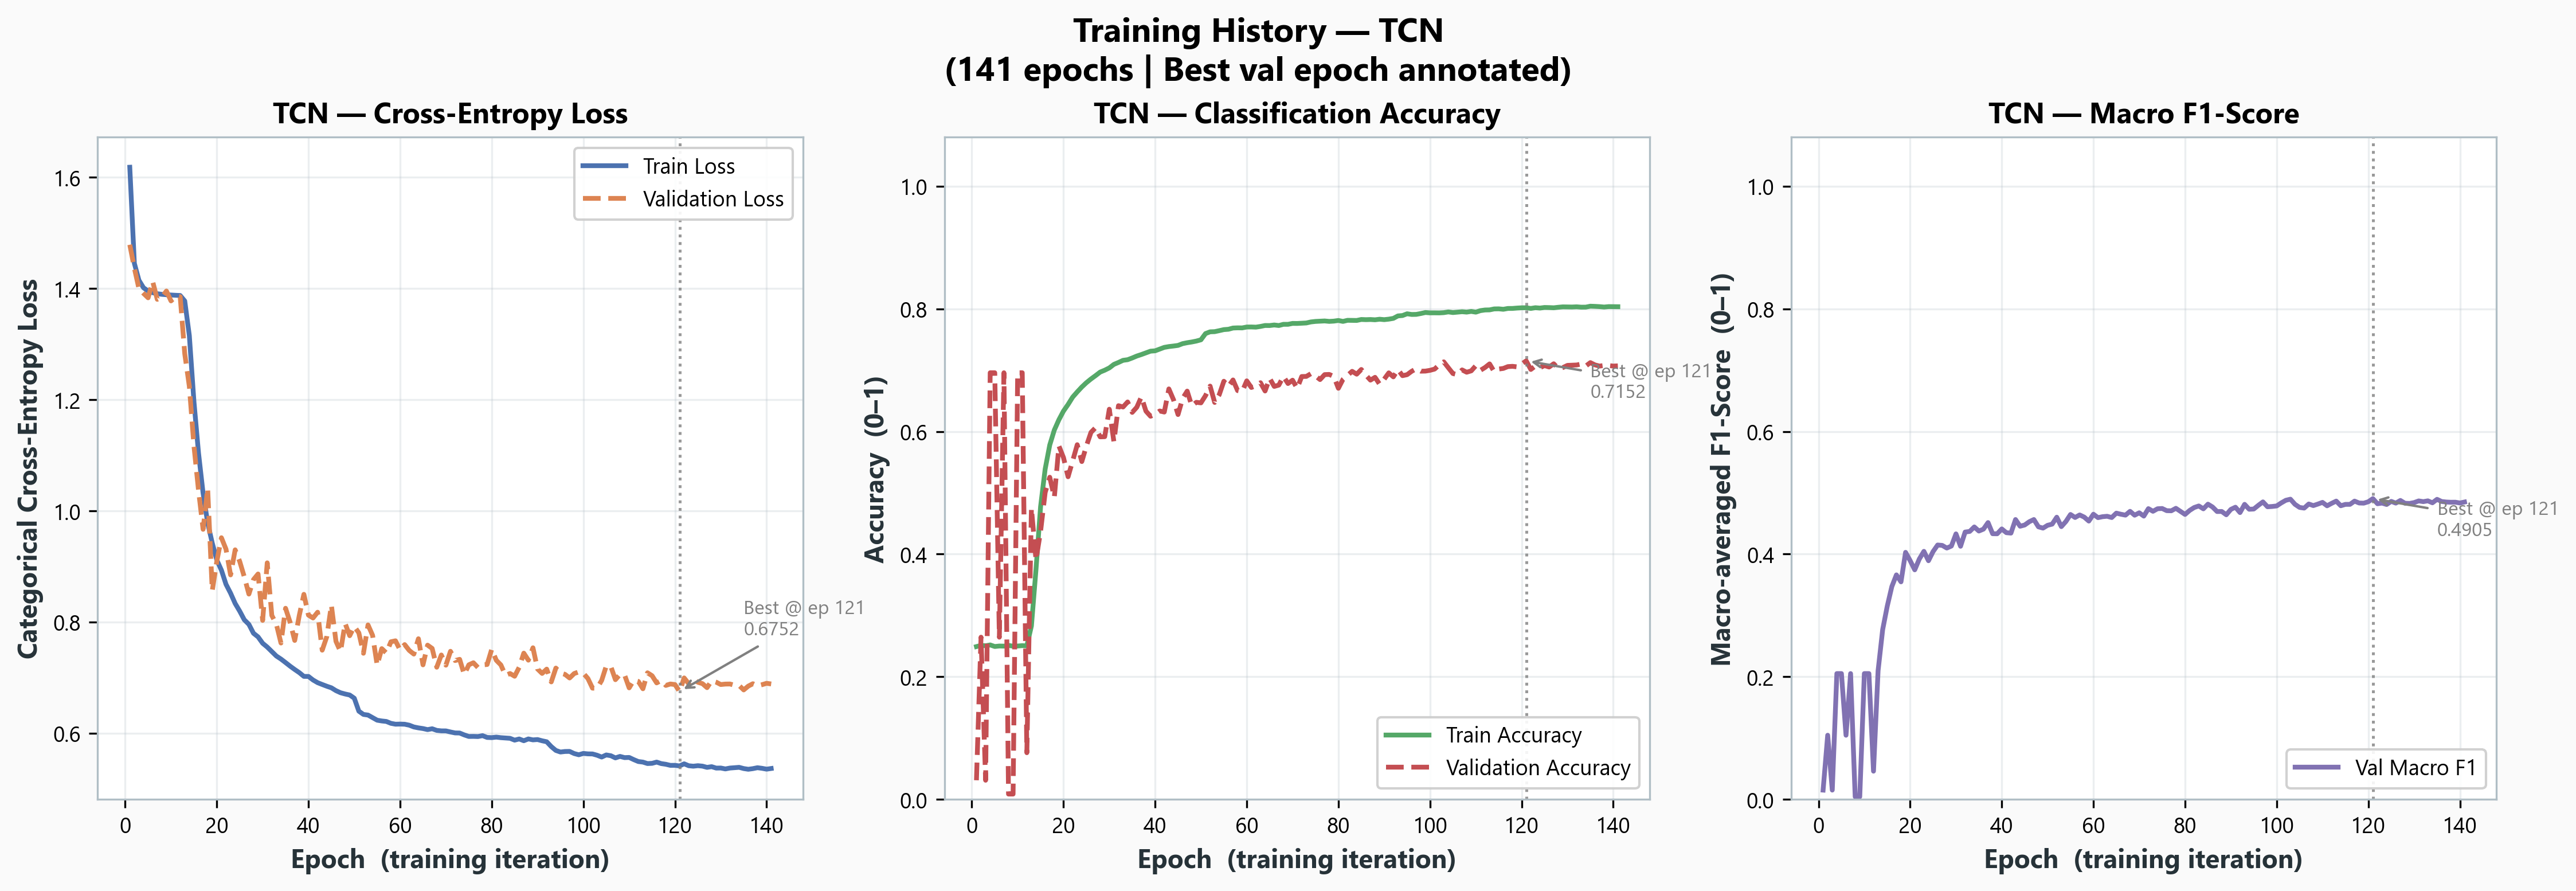 Training History — TCN
(141 epochs | Best val epoch annotated)
TCN — Cross-Entropy Loss
Categorical Cross-Entropy Loss
1.6
1.4
1.2
1.0
0.8
0.6
Train Loss
Validation Loss
Best @ ep 121
0.6752
0
20
40
60
80
100
120
140
Epoch (training iteration)
TCN — Classification Accuracy
Accuracy (0–1)
1.0
0.8
0.6
0.4
0.2
0.0
Best @ ep 121
0.7152
Train Accuracy
Validation Accuracy
0
20
40
60
80
100
120
140
Epoch (training iteration)
TCN — Macro F1-Score
Macro-averaged F1-Score (0–1)
1.0
0.8
0.6
0.4
0.2
0.0
Best @ ep 121
0.4905
Val Macro F1
0
20
40
60
80
100
120
140
Epoch (training iteration)